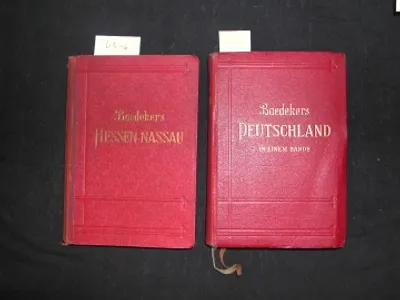 Baedekers
HESSEN-NASSAU
Baedekers
DEUTSCHLAND
IN EINEM BANDE